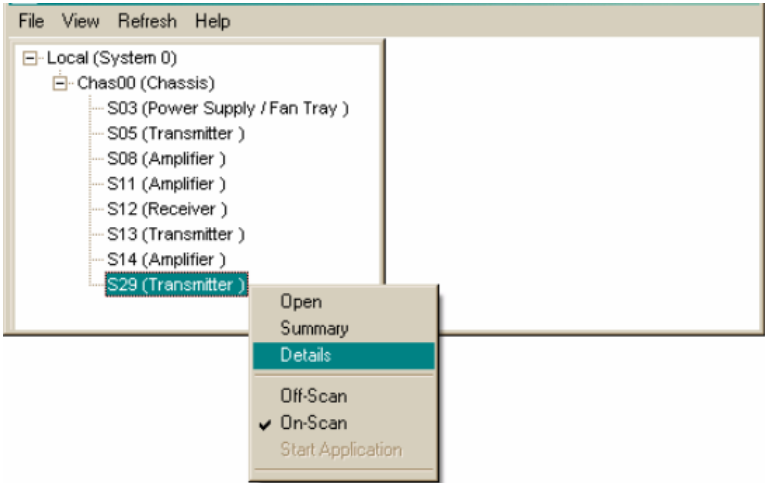 File View Refresh Help
Local (System 0)
Chas00 (Chassis)
S03 (Power Supply / Fan Tray )
S05 (Transmitter )
S08 (Amplifier )
S11 (Amplifier )
S12 (Receiver )
S13 (Transmitter )
S14 (Amplifier )
S29 (Transmitter )
Open
Summary
Details
Off-Scan
On-Scan
Start Application